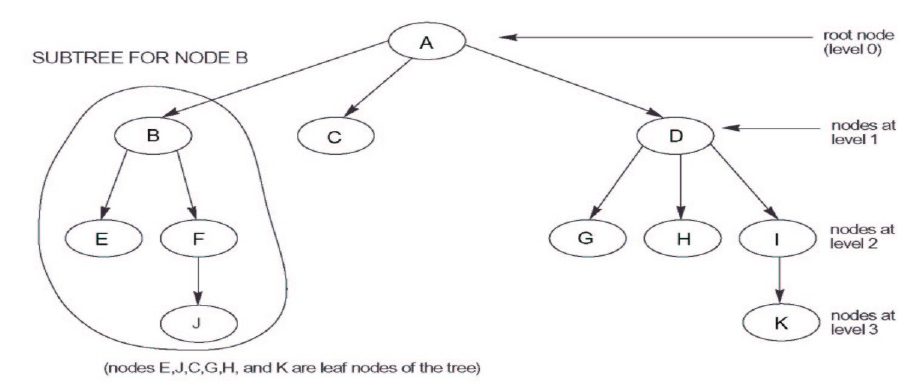 A
root node
(level 0)
SUBTREE FOR NODE B
B
C
D
nodes at
level 1
E
F
G
H
I
nodes at
level 2
J
K
nodes at
level 3
(nodes E,J,C,G,H, and K are leaf nodes of the tree)